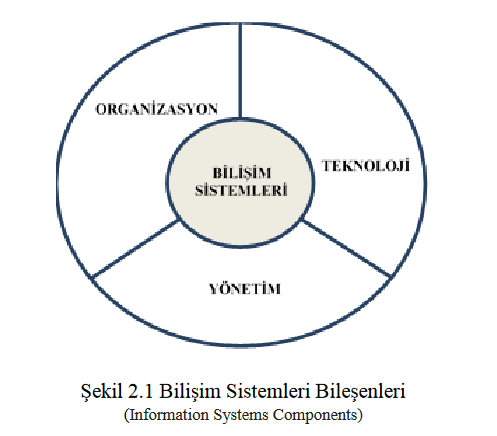 ORGANİZASYON
TEKNOLOJİ
BİLİŞİM
SİSTEMLERİ
YÖNETİM
Şekil 2.1 Bilişim Sistemleri Bileşenleri
(Information Systems Components)